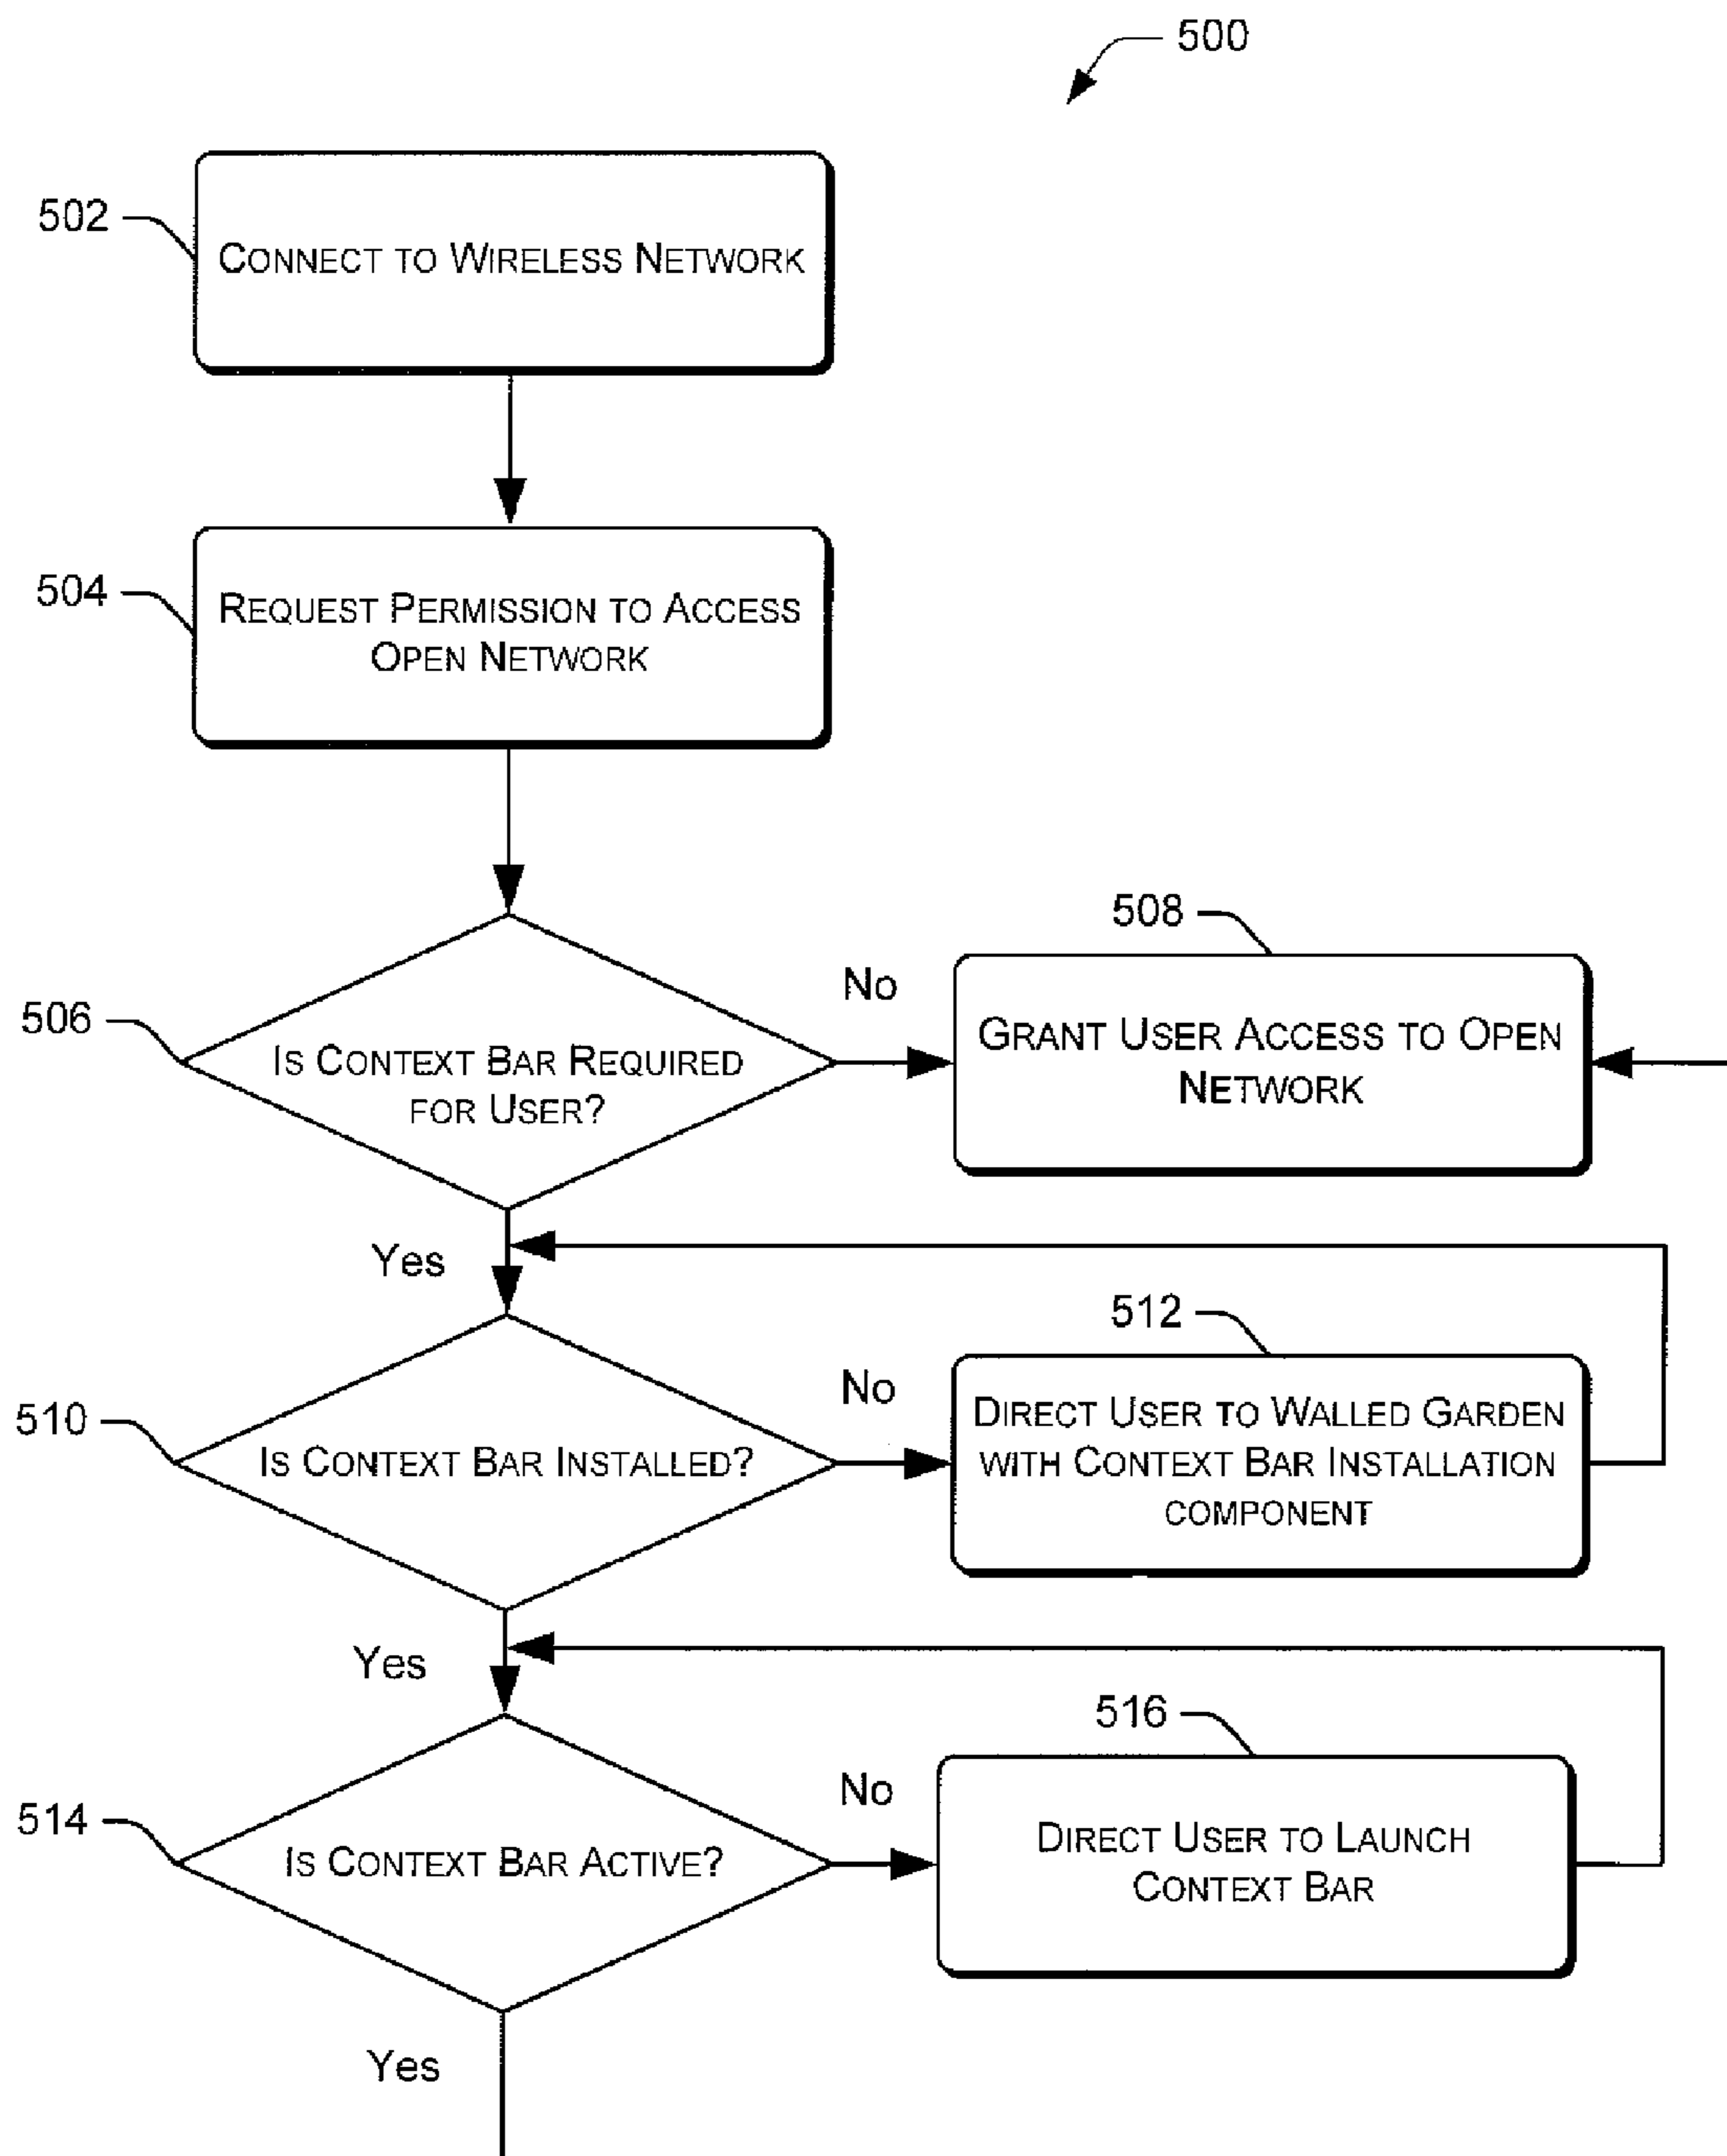 500
502
CONNECT TO WIRELESS NETWORK
504
REQUEST PERMISSION TO ACCESS
OPEN NETWORK
506
IS CONTEXT BAR REQUIRED
FOR USER?
No
508
GRANT USER ACCESS TO OPEN
NETWORK
Yes
510
IS CONTEXT BAR INSTALLED?
No
512
DIRECT USER TO WALLED GARDEN
WITH CONTEXT BAR INSTALLATION
COMPONENT
Yes
514
IS CONTEXT BAR ACTIVE?
No
516
DIRECT USER TO LAUNCH
CONTEXT BAR
Yes